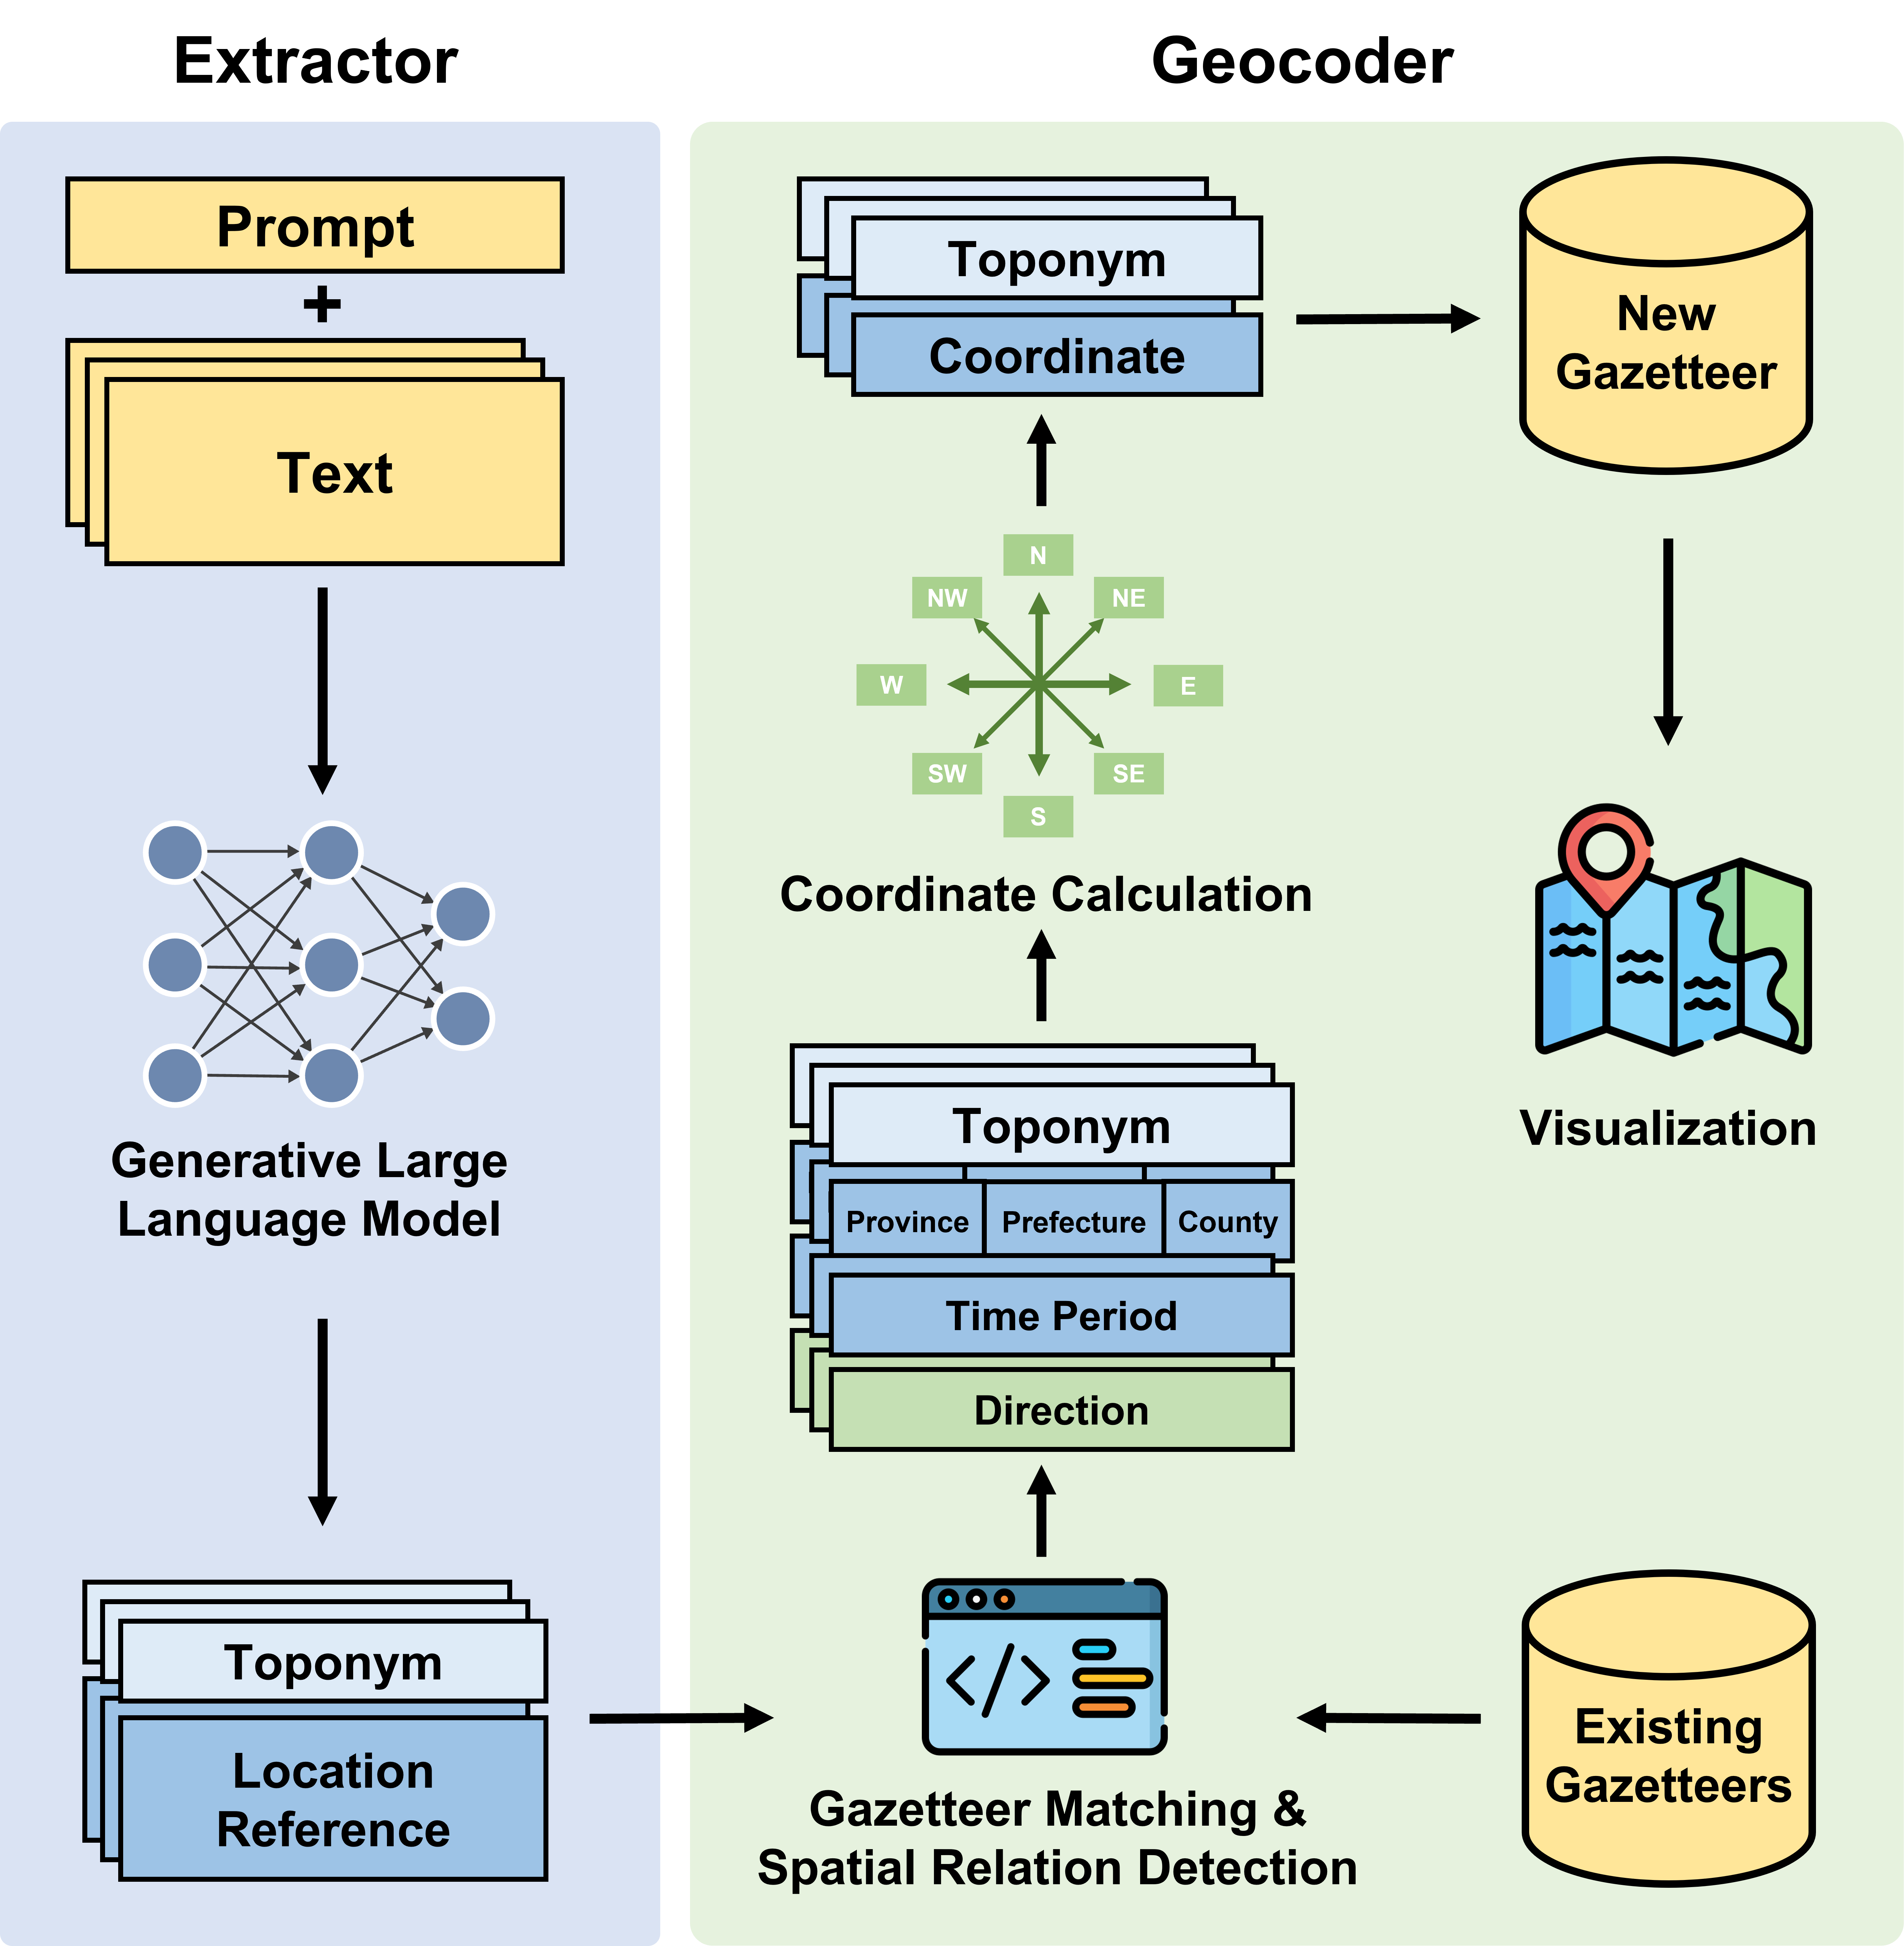 Extractor
Prompt
+
Text
Generative Large
Language Model
Toponym
Location
Reference
Geocoder
Toponym
Coordinate
New
Gazetteer
N
NW
NE
W
E
SW
SE
S
Coordinate Calculation
Visualization
Toponym
Province
Prefecture
County
Time Period
Direction
</>
Gazetteer Matching &
Spatial Relation Detection
Existing
Gazetteers